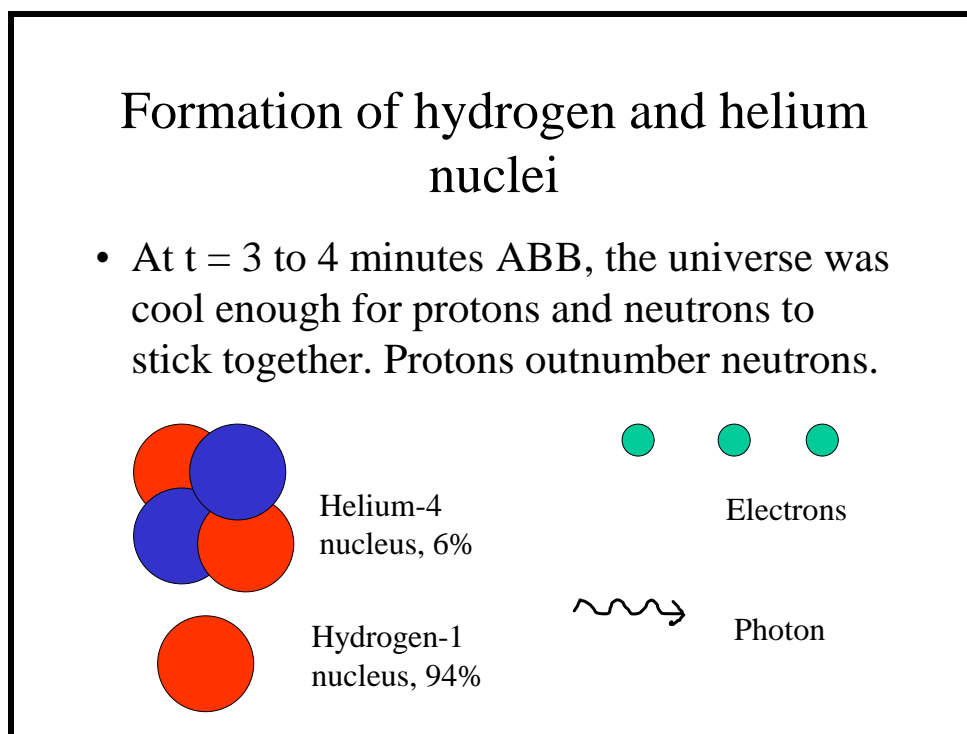 Formation of hydrogen and helium
nuclei
• At t = 3 to 4 minutes ABB, the universe was
cool enough for protons and neutrons to
stick together. Protons outnumber neutrons.
Helium-4
nucleus, 6%
Electrons
Hydrogen-1
nucleus, 94%
Photon